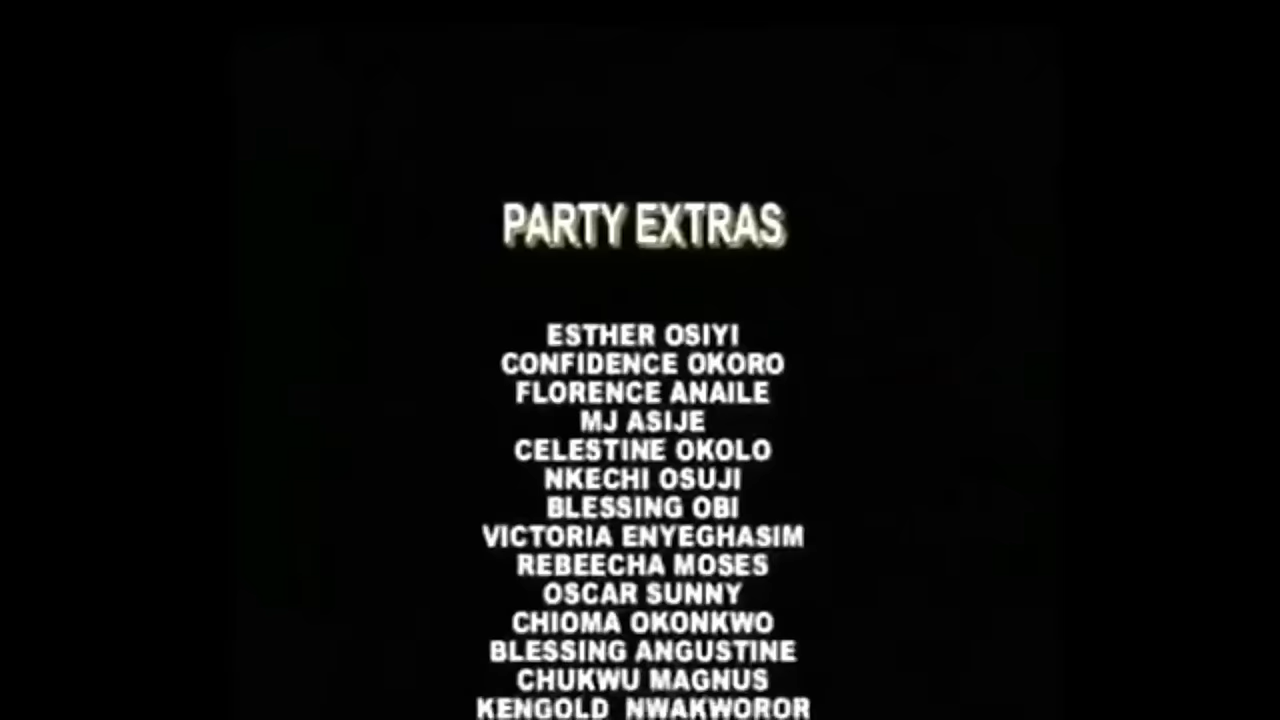 PARTY EXTRAS
ESTHER OSIYI
CONFIDENCE OKORO
FLORENCE ANAILE
MJ ASIJE
CELESTINE OKOLO
NKECHI OSUJI
BLESSING OBI
VICTORIA ENYEGHASIM
REBEECHA MOSES
OSCAR SUNNY
CHIOMA OKONKWO
BLESSING ANGUSTINE
CHUKWU MAGNUS
KENGOLD NWAKWOROR